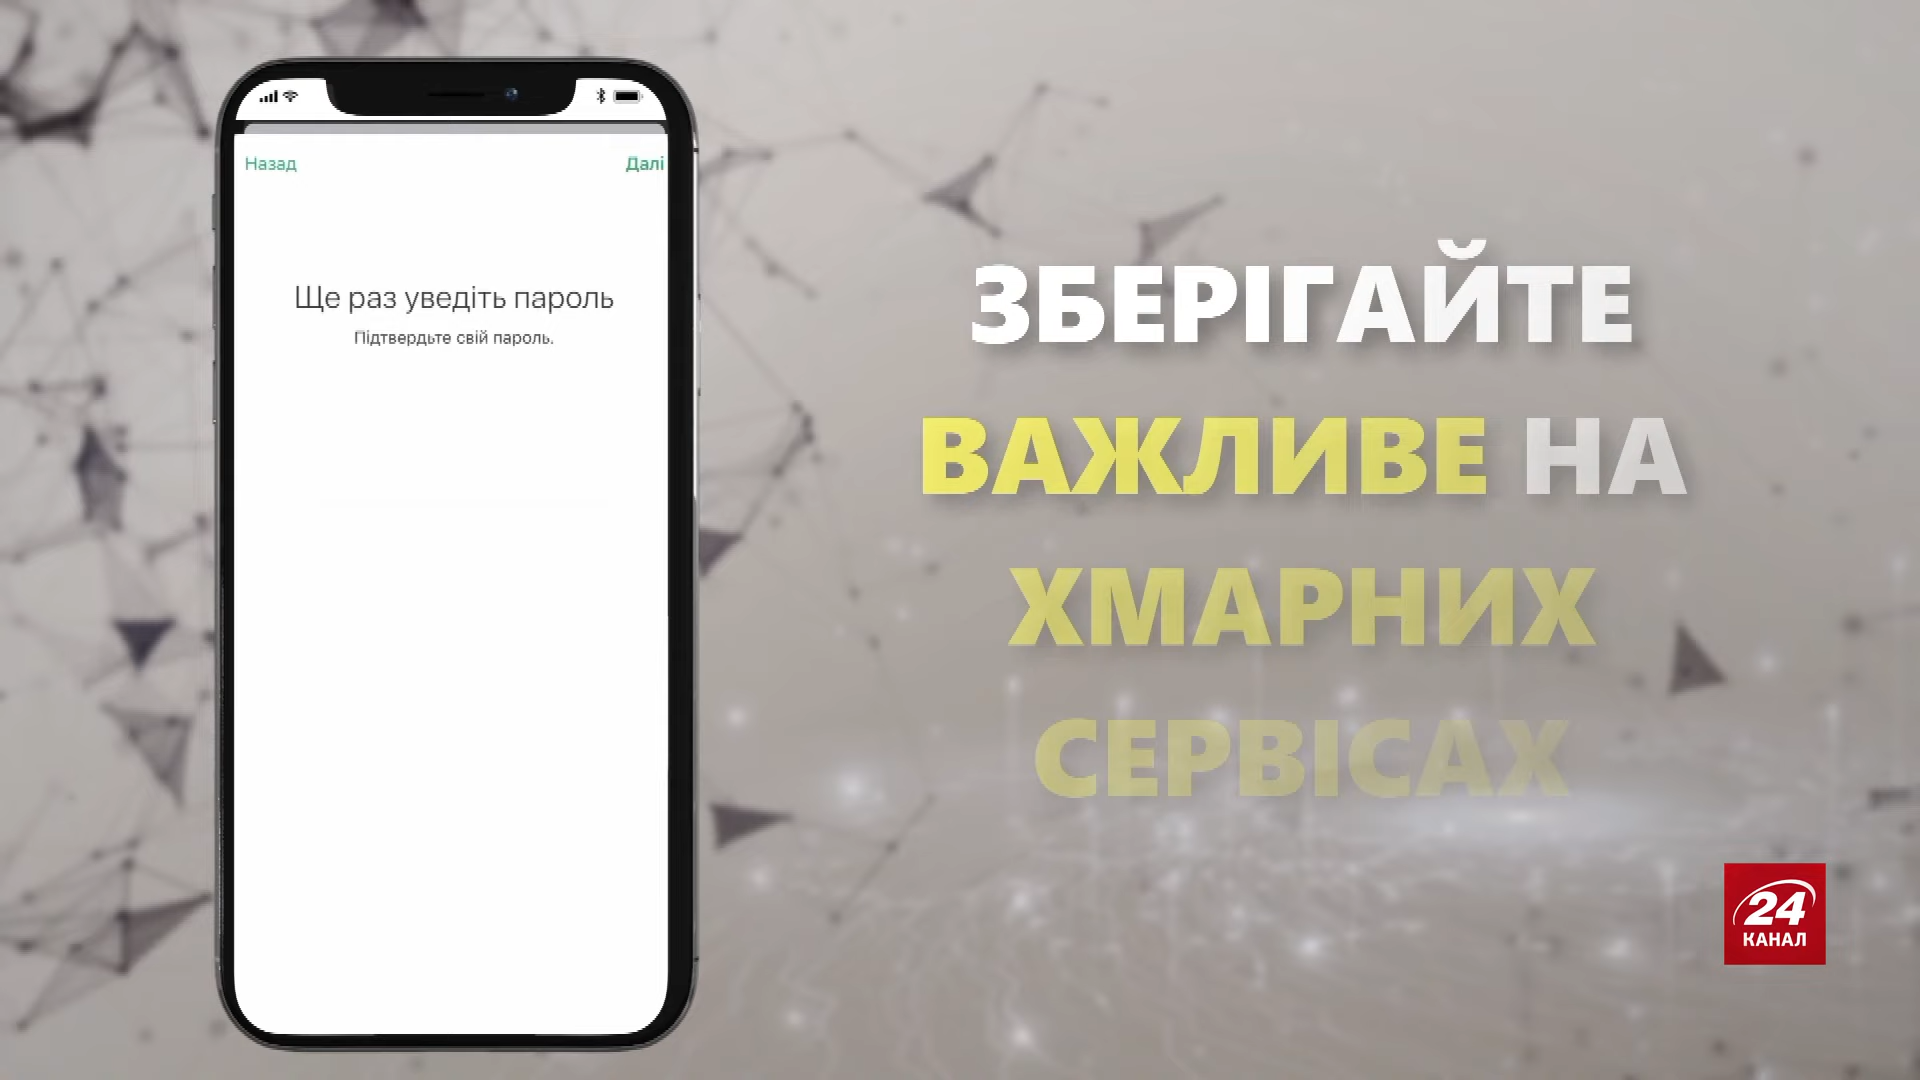 Назад
Далі
Ще раз уведіть пароль
Підтвердьте свій пароль.
ЗБЕРІГАЙТЕ
ВАЖЛИВЕ НА
ХМАРНИХ
СЕРВІСАХ
24
КАНАЛ